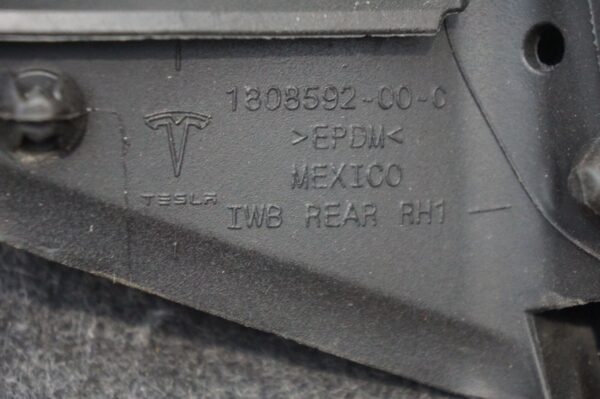 1808592-00-C
>EPDM<
MEXICO
TESLA
IWB REAR RH1